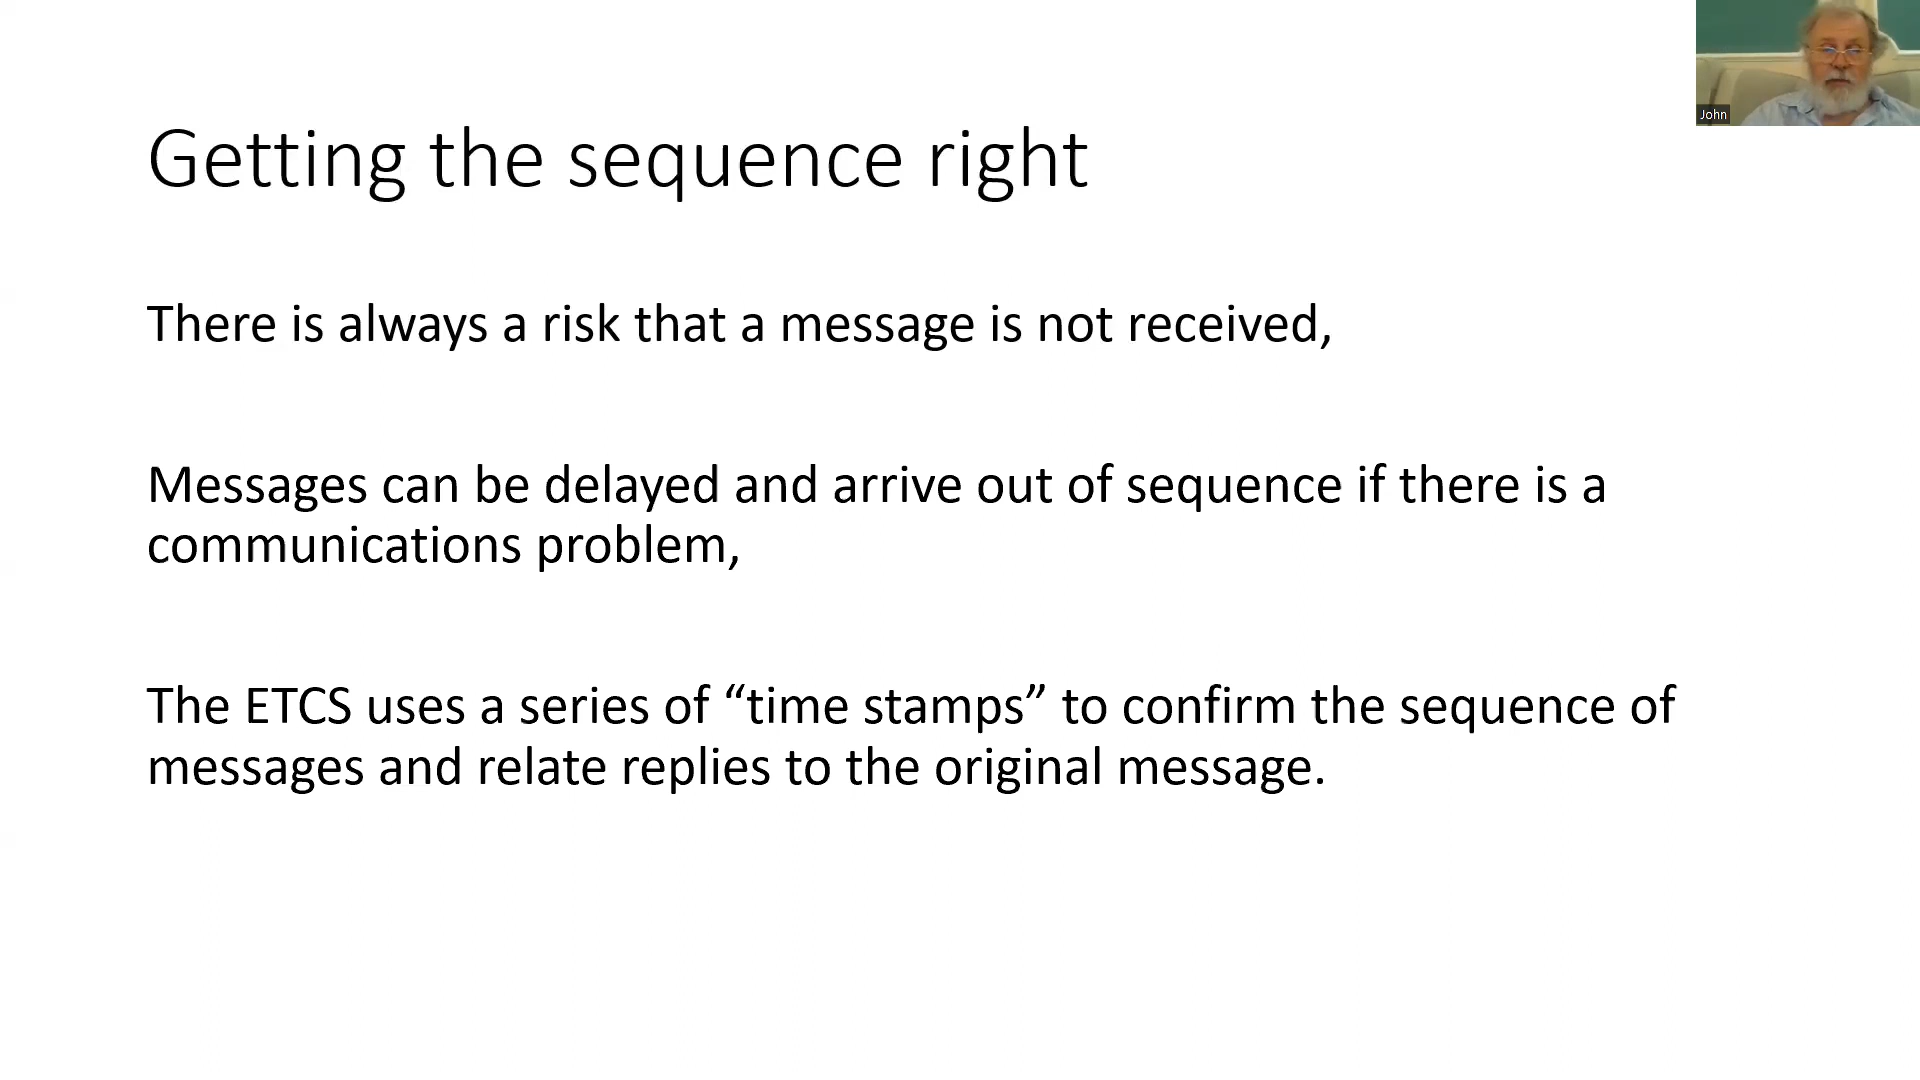 John
Getting the sequence right
There is always a risk that a message is not received,
Messages can be delayed and arrive out of sequence if there is a
communications problem,
The ETCS uses a series of “time stamps” to confirm the sequence of
messages and relate replies to the original message.